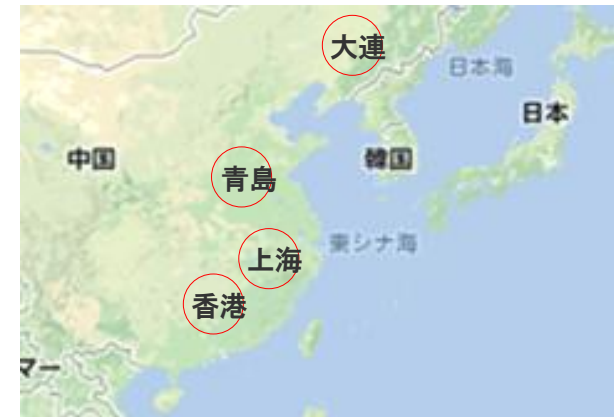 大連
日本海
日本
中国
韓国
青島
東シナ海
上海
香港
マー